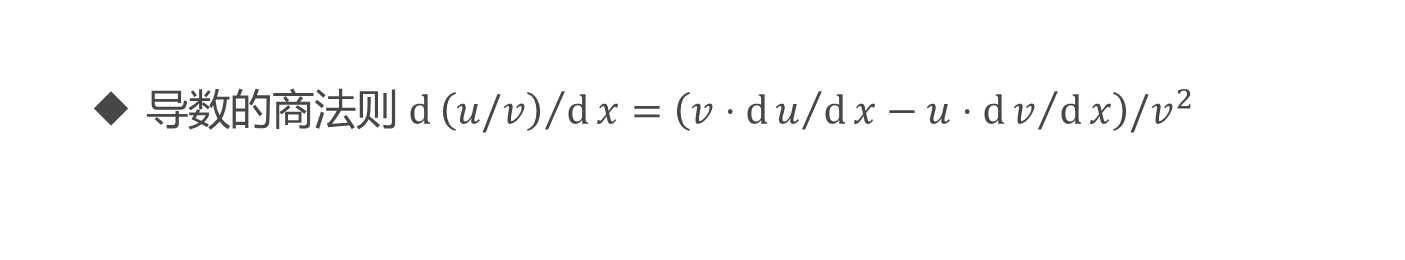 ◆ 导数的商法则 d (u/v)/d x = (v · d u/d x − u · d v/d x)/v²